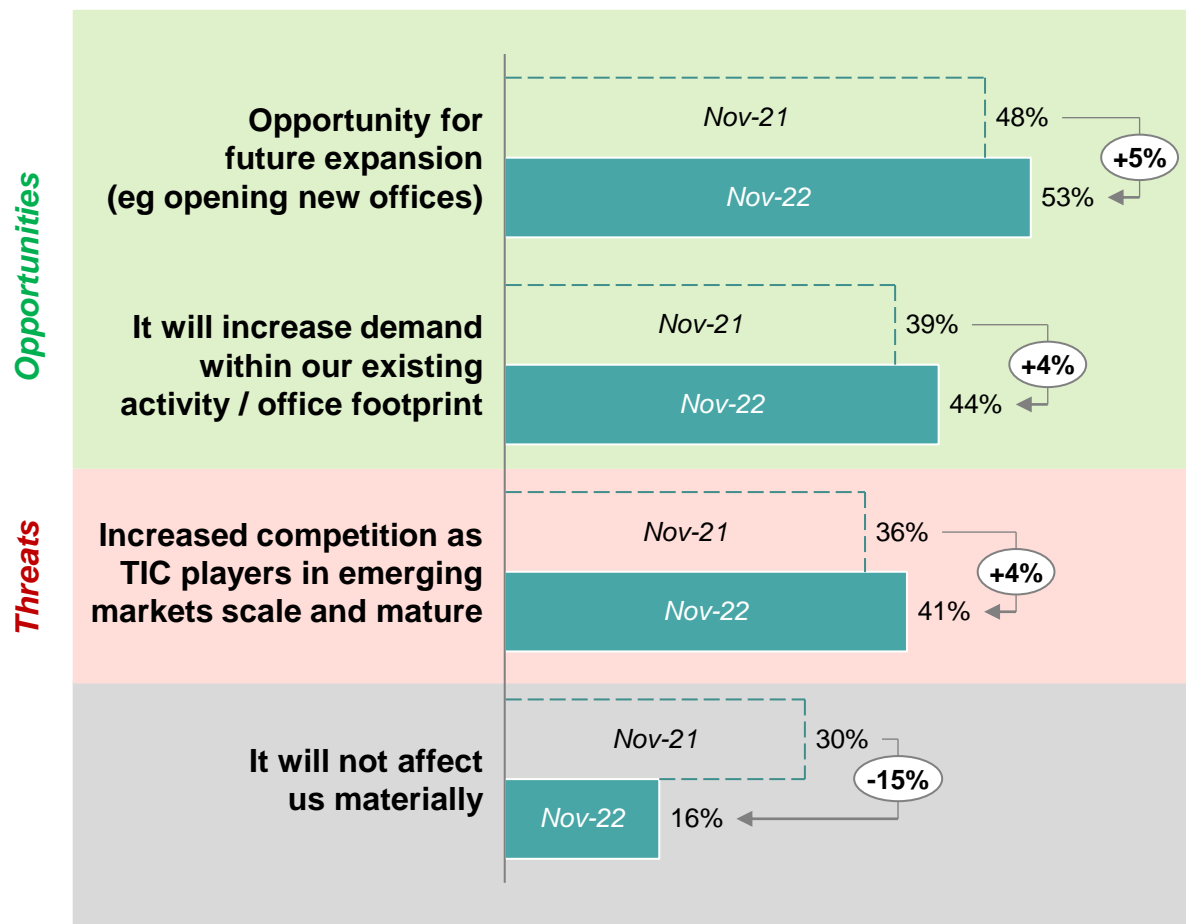 Opportunities
Opportunity for
future expansion
(eg opening new offices)
Nov-21
48%
+5%
Nov-22
53%
It will increase demand
within our existing
activity / office footprint
Nov-21
39%
+4%
Nov-22
44%
Threats
Increased competition as
TIC players in emerging
markets scale and mature
Nov-21
36%
+4%
Nov-22
41%
It will not affect
us materially
Nov-21
30%
-15%
Nov-22
16%